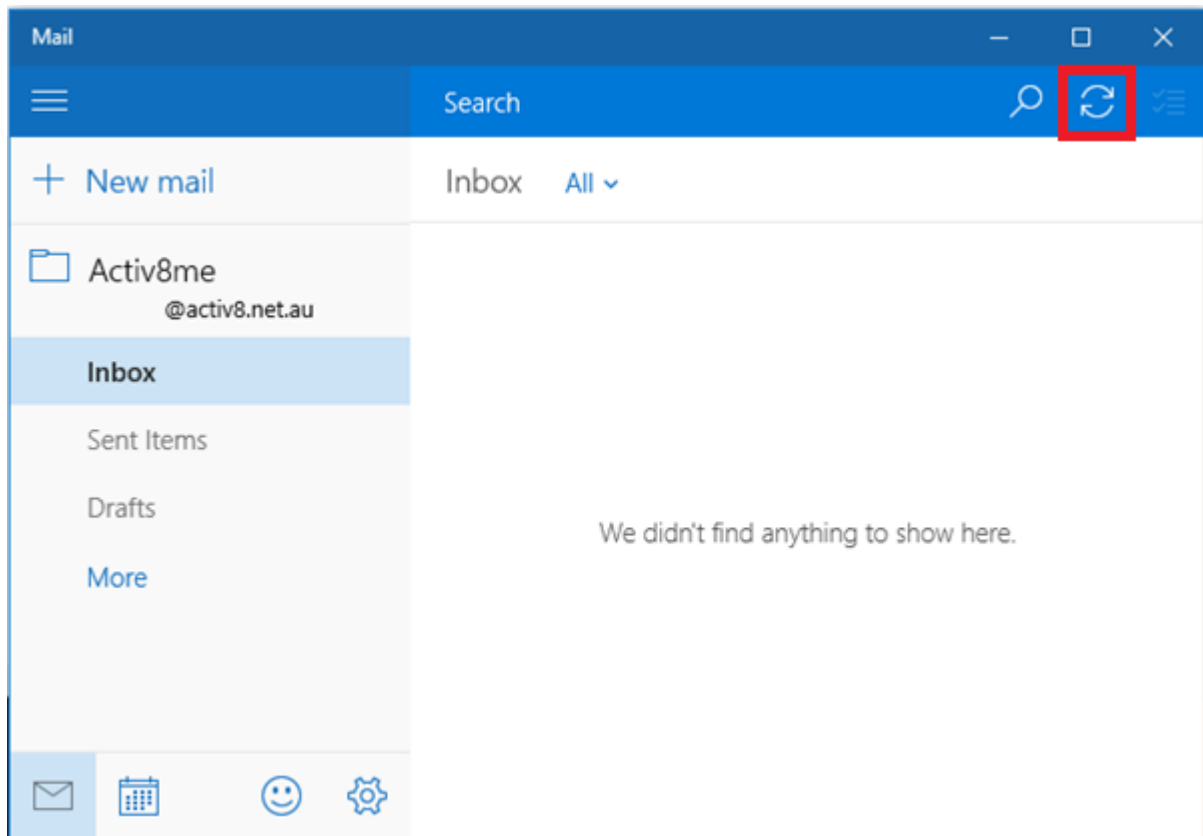 Mail
Search
New mail
Inbox All
Activ8me
@activ8.net.au
Inbox
Sent Items
Drafts
More
We didn't find anything to show here.